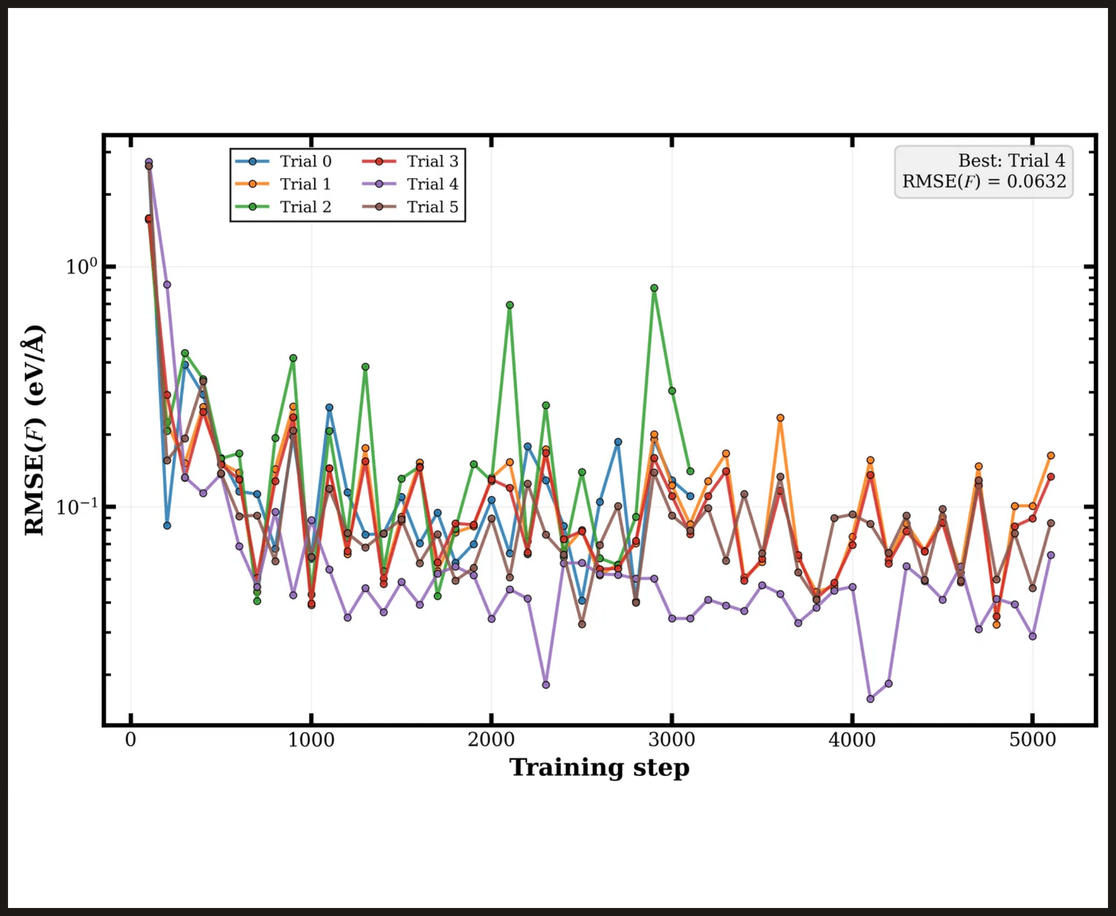 Trial 0
Trial 1
Trial 2
Trial 3
Trial 4
Trial 5
Best: Trial 4
RMSE(F) = 0.0632
RMSE(F) (eV/Å)
10⁰
10⁻¹
0 1000 2000 3000 4000 5000
Training step